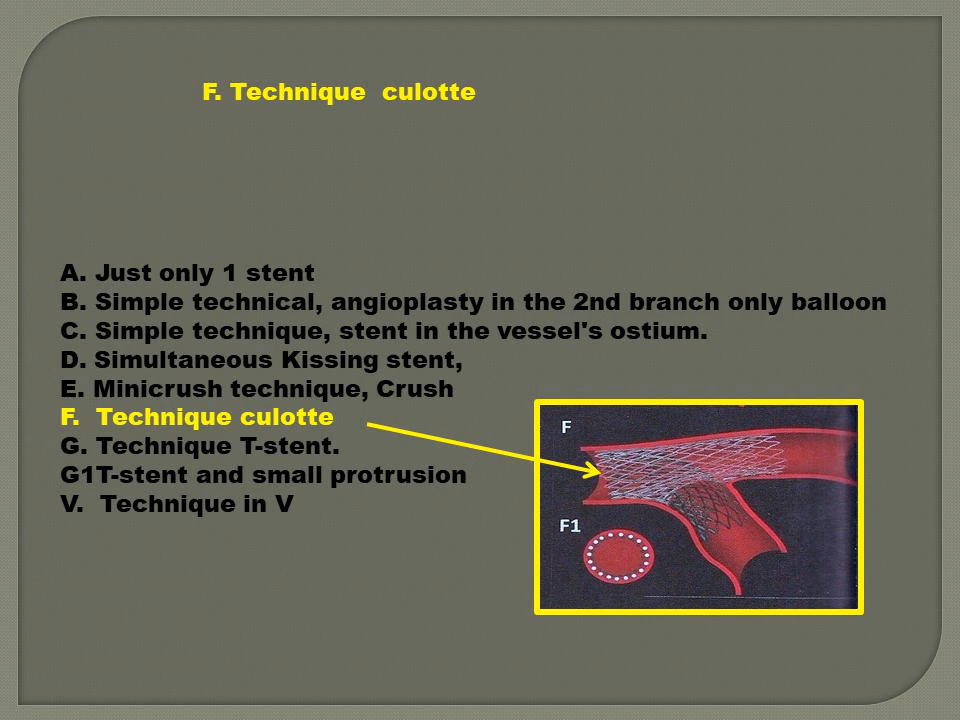 F. Technique culotte
A. Just only 1 stent
B. Simple technical, angioplasty in the 2nd branch only balloon
C. Simple technique, stent in the vessel's ostium.
D. Simultaneous Kissing stent,
E. Minicrush technique, Crush
F. Technique culotte
G. Technique T-stent.
G1T-stent and small protrusion
V. Technique in V
F
F1